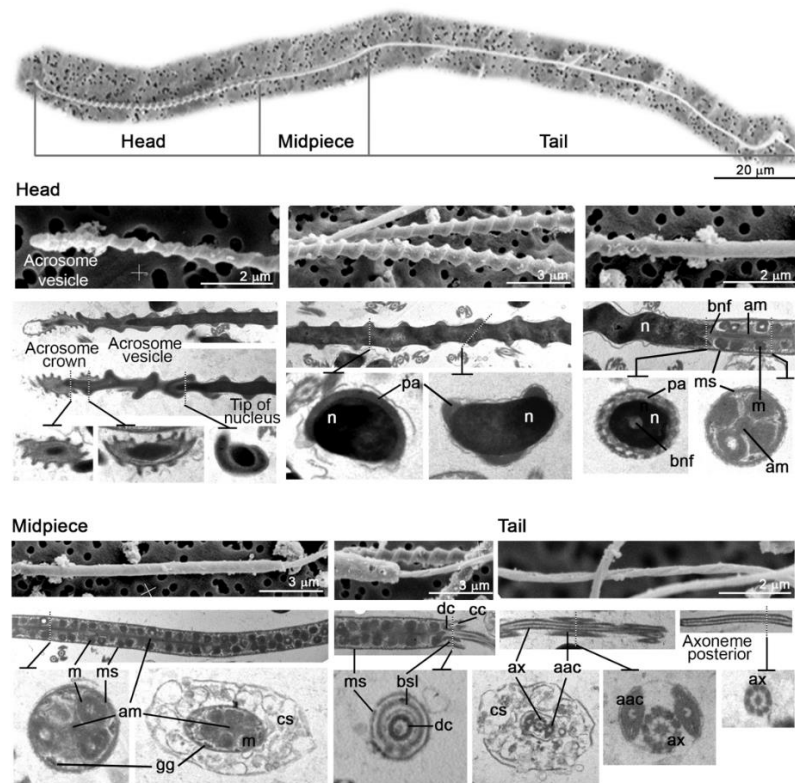 Head Midpiece Tail
20 μm
Head
Acrosome vesicle
2 μm
3 μm
2 μm
Acrosome crown
Acrosome vesicle
Tip of nucleus
n
bnf
am
ms
m
pa
n
n
pa
n
bnf
am
Midpiece
Tail
3 μm
3 μm
2 μm
m
ms
am
gg
m
cs
dc
cc
ms
bsl
dc
ax
aac
cs
aac
ax
Axoneme posterior
ax